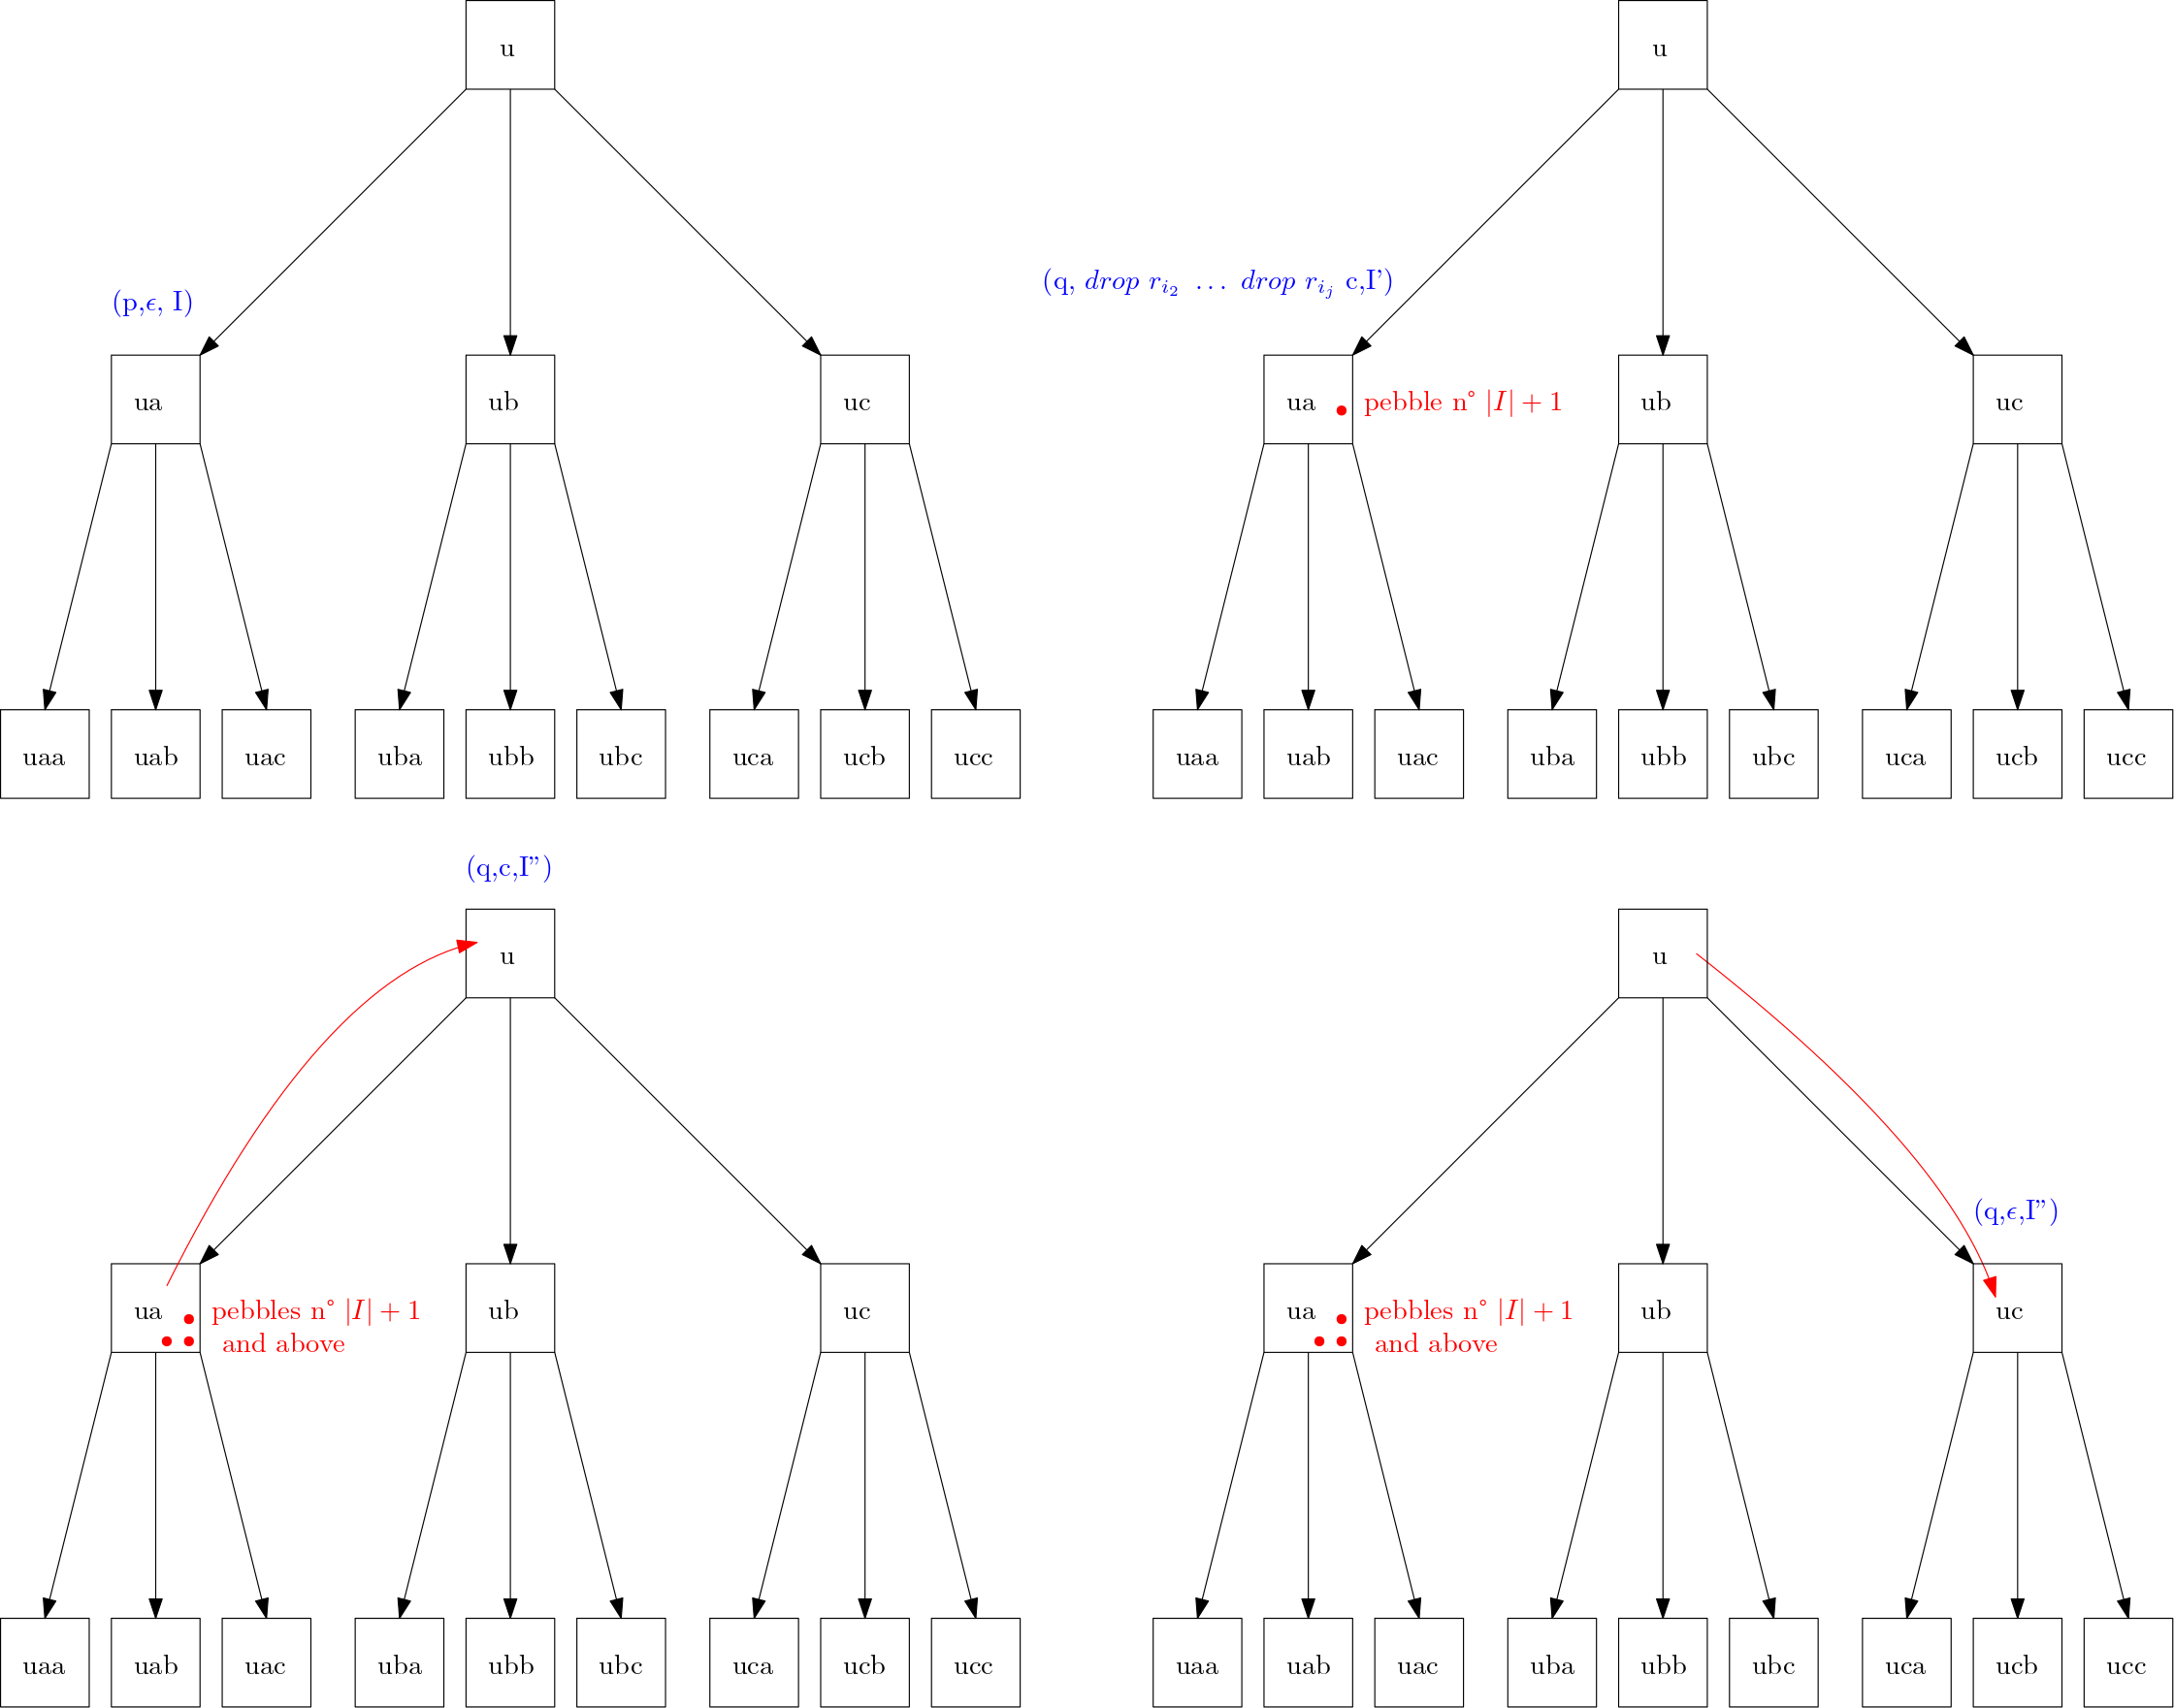 u
(p,ϵ, I)
ua ub uc
uaa uab uac uba ubb ubc uca ucb ucc
u
(q, drop r_{i_2} … drop r_{i_j} c,I')
ua pebble n° |I| + 1 ub uc
uaa uab uac uba ubb ubc uca ucb ucc
(q,c,I”)
u
ua pebbles n° |I| + 1 ub uc
and above
uaa uab uac uba ubb ubc uca ucb ucc
u
(q,ϵ,I”)
ua pebbles n° |I| + 1 ub uc
and above
uaa uab uac uba ubb ubc uca ucb ucc